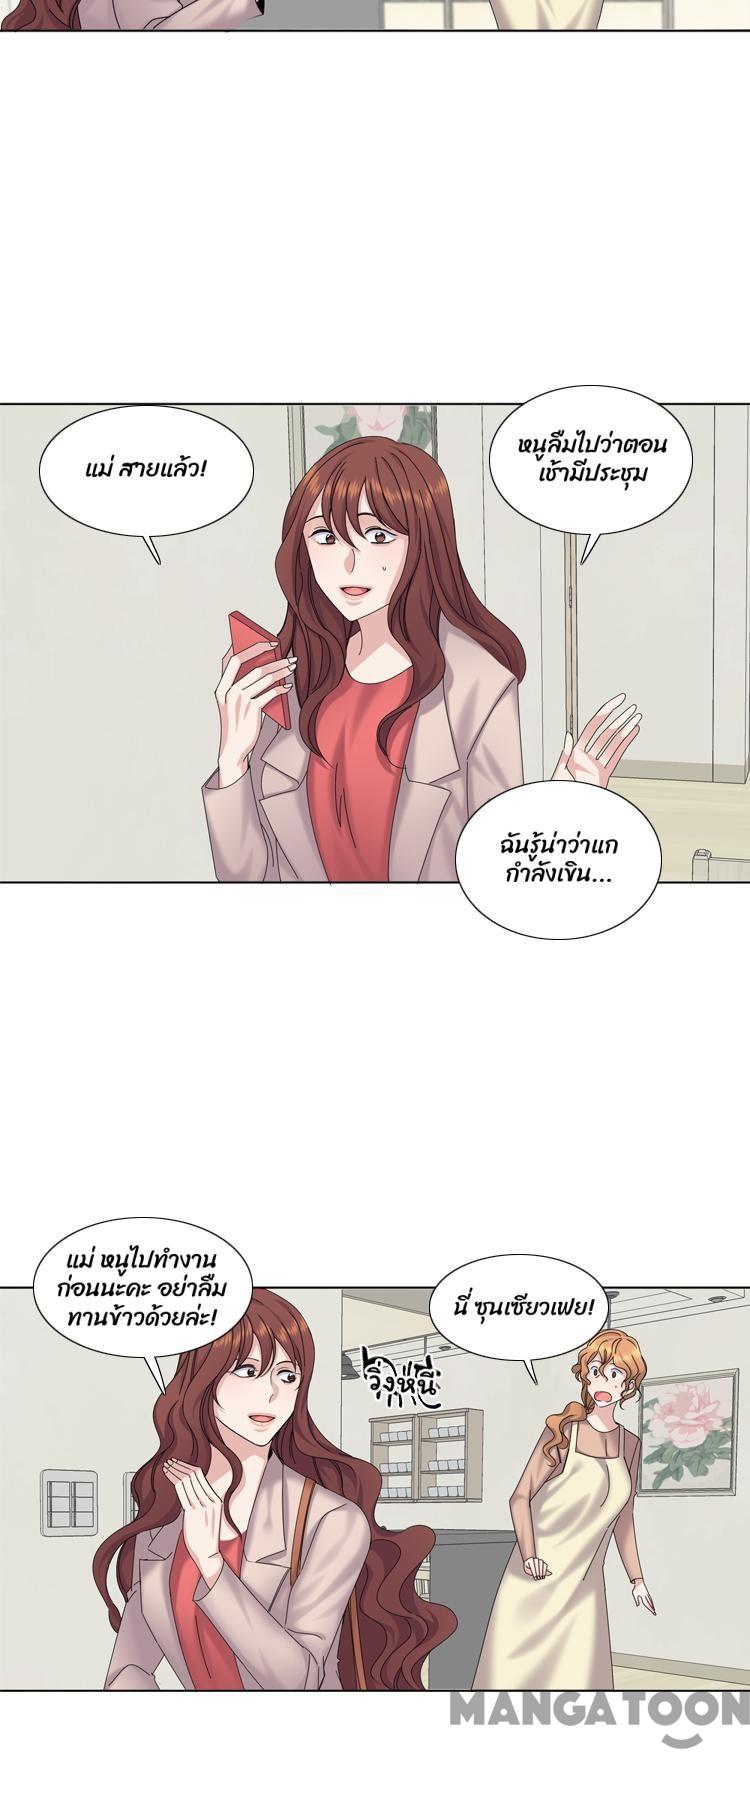 แม่ สายแล้ว!
หนูลืมไปว่าตอน
เช้ามีประชุม
ฉันรู้น่าว่าแก
กำลังเขิน...
แม่ หนูไปทำงาน
ก่อนนะคะ อย่าลืม
ทานข้าวด้วยล่ะ!
นี่ ซุนเซียวเฟย!
วิ่งหนี
MANGATOON